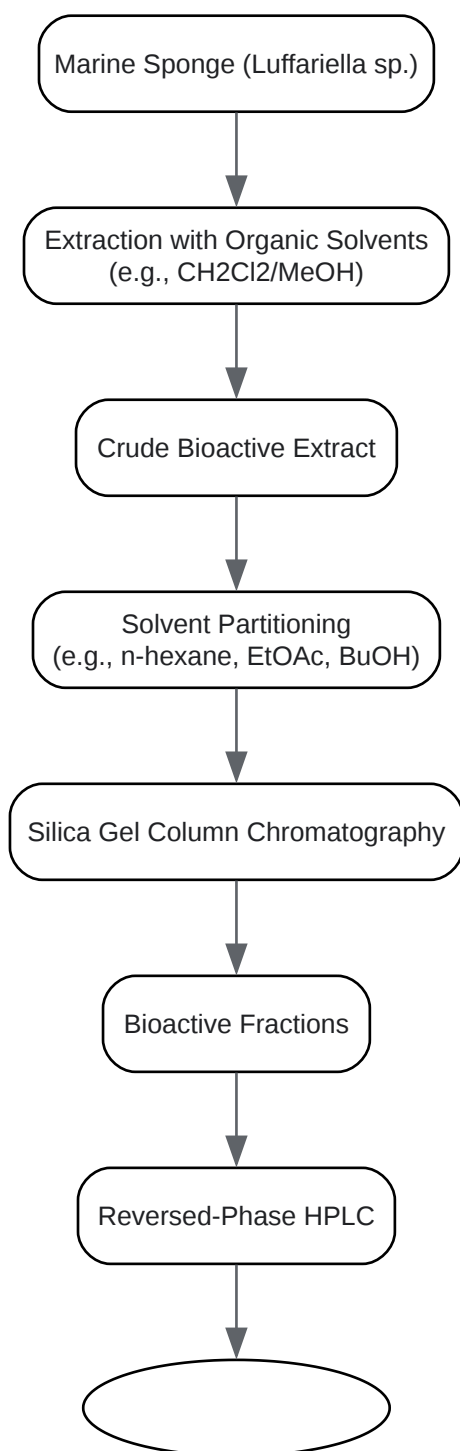 Marine Sponge (Luffariella sp.)
Extraction with Organic Solvents
(e.g., CH2Cl2/MeOH)
Crude Bioactive Extract
Solvent Partitioning
(e.g., n-hexane, EtOAc, BuOH)
Silica Gel Column Chromatography
Bioactive Fractions
Reversed-Phase HPLC